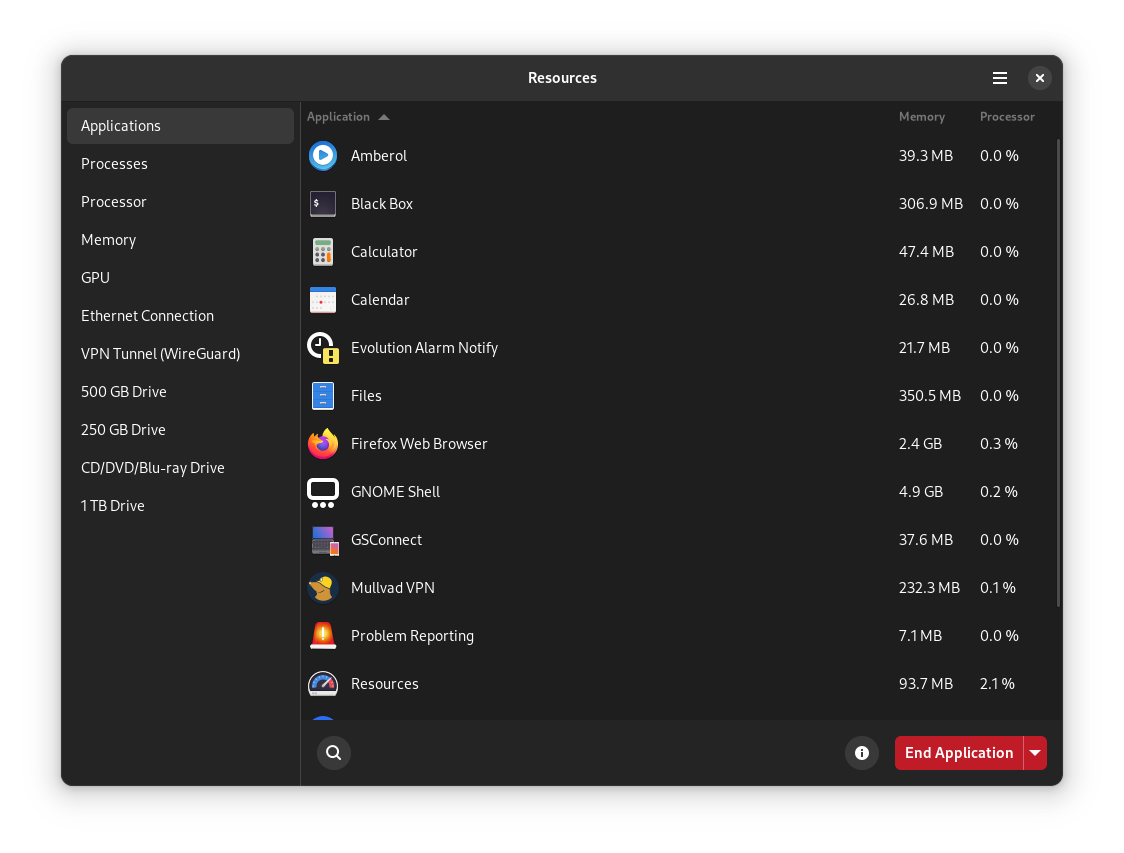 Resources
Applications
Processes
Processor
Memory
GPU
Ethernet Connection
VPN Tunnel (WireGuard)
500 GB Drive
250 GB Drive
CD/DVD/Blu-ray Drive
1 TB Drive
Application Memory Processor
Amberol 39.3 MB 0.0 %
$ Black Box 306.9 MB 0.0 %
Calculator 47.4 MB 0.0 %
Calendar 26.8 MB 0.0 %
Evolution Alarm Notify 21.7 MB 0.0 %
Files 350.5 MB 0.0 %
Firefox Web Browser 2.4 GB 0.3 %
GNOME Shell 4.9 GB 0.2 %
GSConnect 37.6 MB 0.0 %
Mullvad VPN 232.3 MB 0.1 %
Problem Reporting 7.1 MB 0.0 %
Resources 93.7 MB 2.1 %
End Application